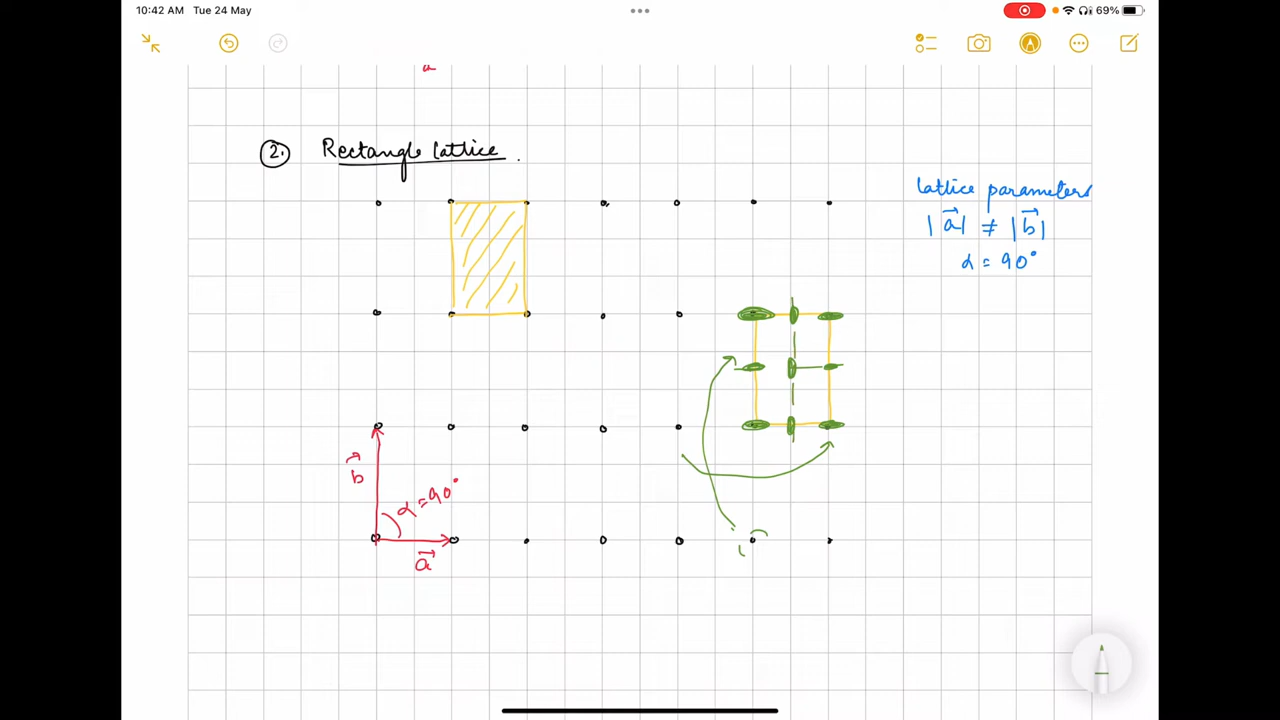 10:42 AM Tue 24 May
69%
a
2. Rectangle lattice.
lattice parameters
|a⃗| ≠ |b⃗|
α = 90°
b⃗
α = 90°
a⃗